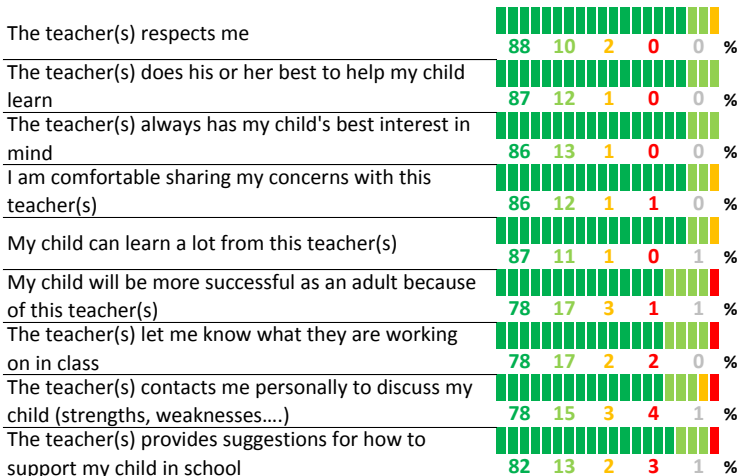 The teacher(s) respects me
88 10 2 0 0 %
The teacher(s) does his or her best to help my child
learn
87 12 1 0 0 %
The teacher(s) always has my child's best interest in
mind
86 13 1 0 0 %
I am comfortable sharing my concerns with this
teacher(s)
86 12 1 1 0 %
My child can learn a lot from this teacher(s)
87 11 1 0 1 %
My child will be more successful as an adult because
of this teacher(s)
78 17 3 1 1 %
The teacher(s) let me know what they are working
on in class
78 17 2 2 0 %
The teacher(s) contacts me personally to discuss my
child (strengths, weaknesses….)
78 15 3 4 1 %
The teacher(s) provides suggestions for how to
support my child in school
82 13 2 3 1 %